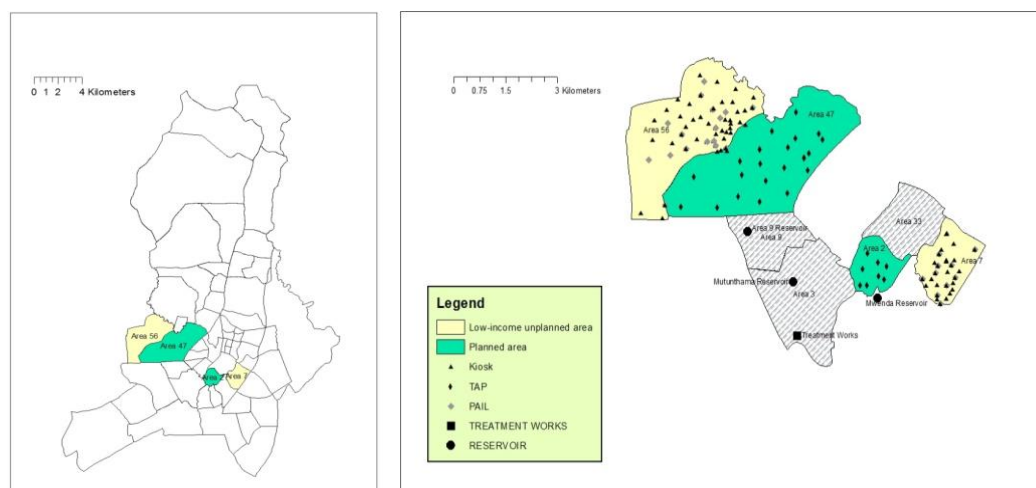 0 1 2 4 Kilometers
Area 56
Area 47
Area 2
Area 7
0 0.75 1.5 3 Kilometers
Area 47
Area 56
Area 33
Area 9 Reservoir
Area 9
Area 2
Area 7
Mutunthama Reservoir
Area 3
Mwenda Reservoir
Treatment Works
Legend
Low-income unplanned area
Planned area
Kiosk
TAP
PAIL
TREATMENT WORKS
RESERVOIR